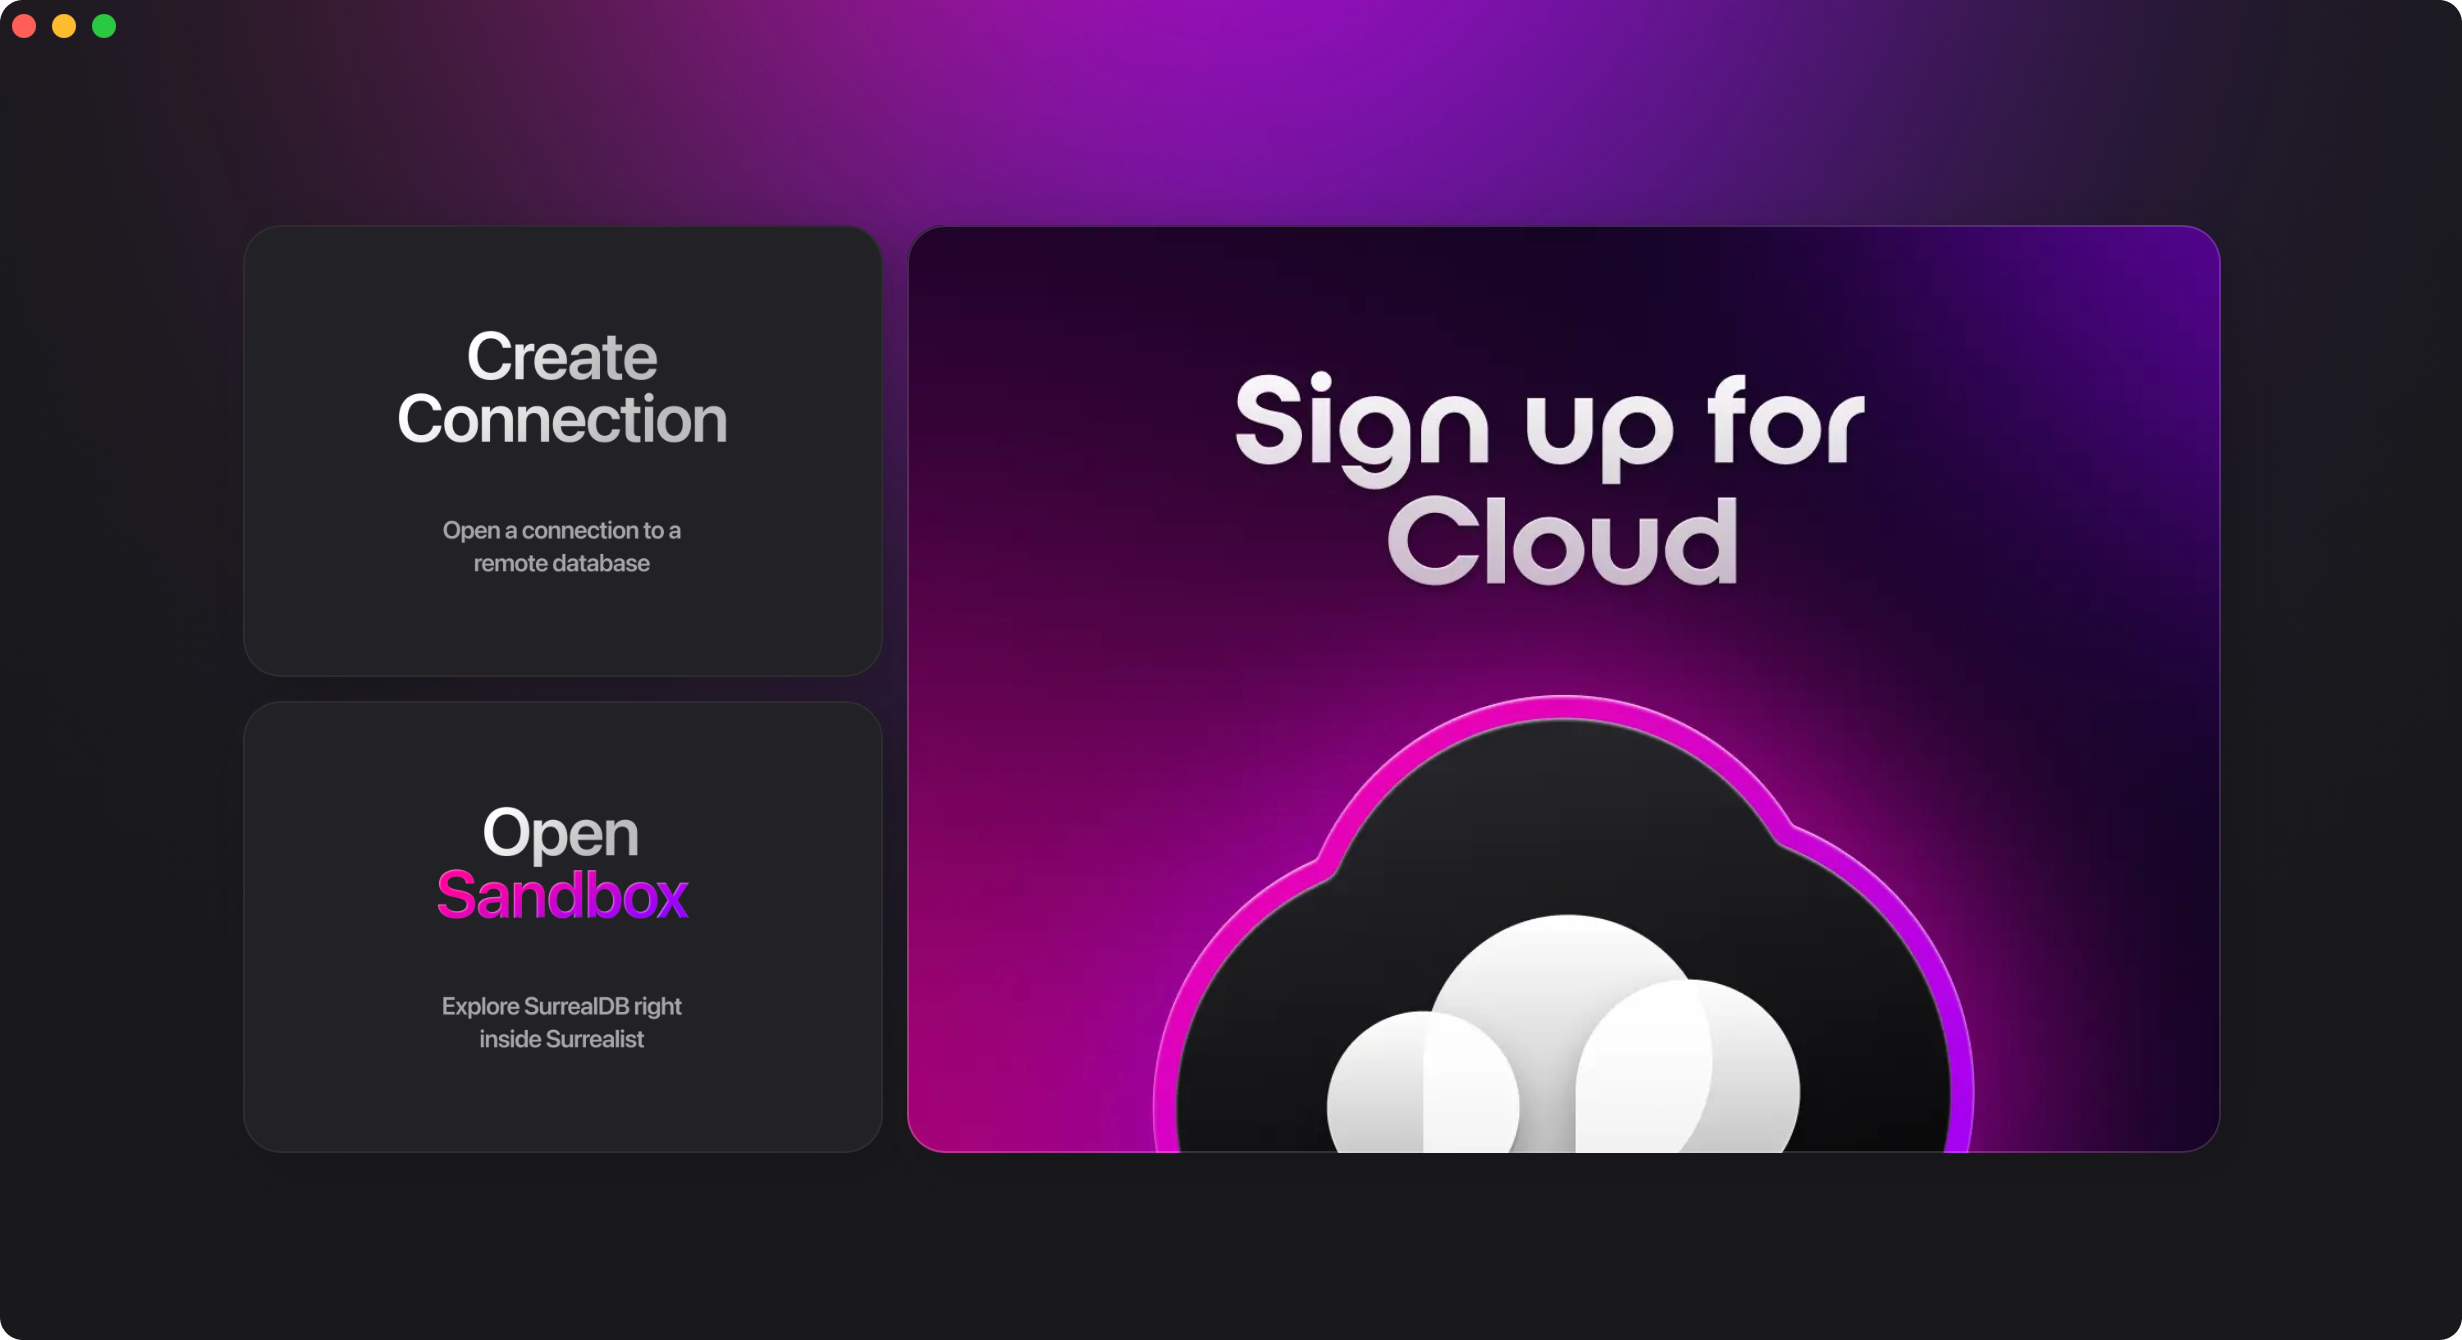 Create
Connection
Open a connection to a
remote database
Open
Sandbox
Explore SurrealDB right
inside Surrealist
Sign up for
Cloud